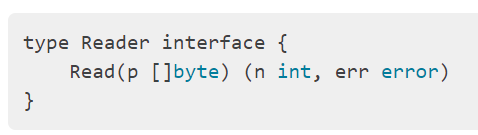 type Reader interface {
    Read(p []byte) (n int, err error)
}